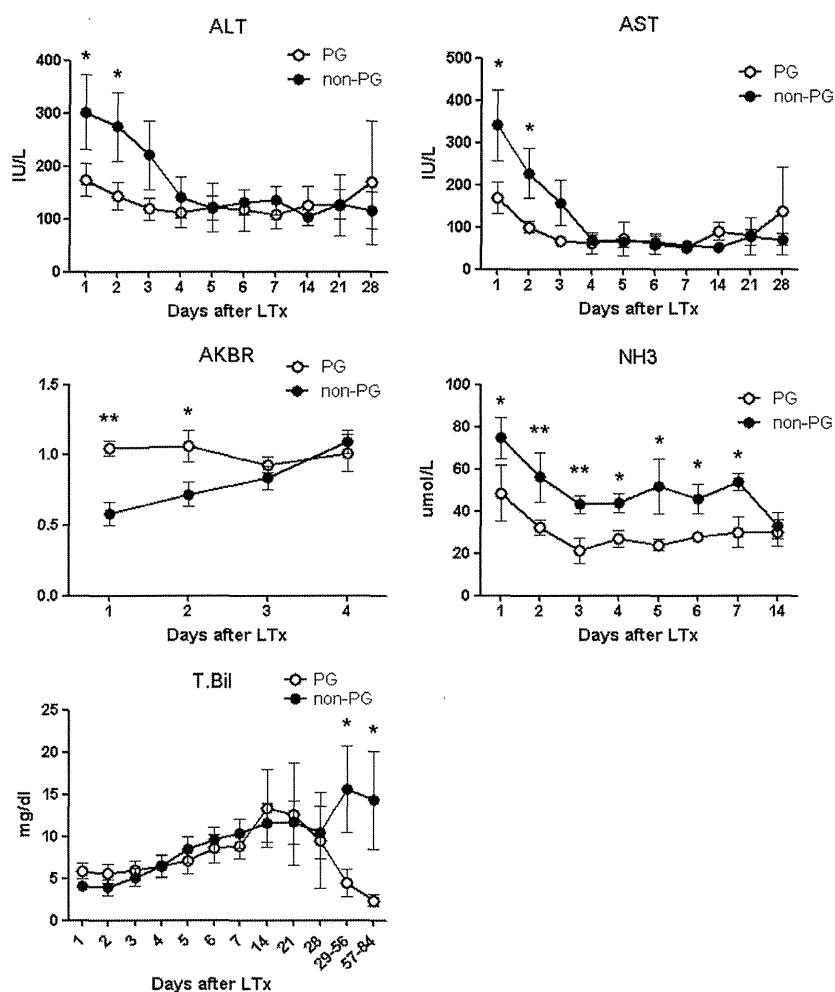 ALT
PG
non-PG
* *
400
300
200
100
0
IU/L
1 2 3 4 5 6 7 14 21 28
Days after LTx
AST
PG
non-PG
* *
500
400
300
200
100
0
IU/L
1 2 3 4 5 6 7 14 21 28
Days after LTx
AKBR
PG
non-PG
** *
1.5
1.0
0.5
0.0
1 2 3 4
Days after LTx
NH3
PG
non-PG
* ** ** * * * *
100
80
60
40
20
0
umol/L
1 2 3 4 5 6 7 14
Days after LTx
T.Bil
PG
non-PG
* *
25
20
15
10
5
0
mg/dl
1 2 3 4 5 6 7 14 21 28 29-56 57-84
Days after LTx